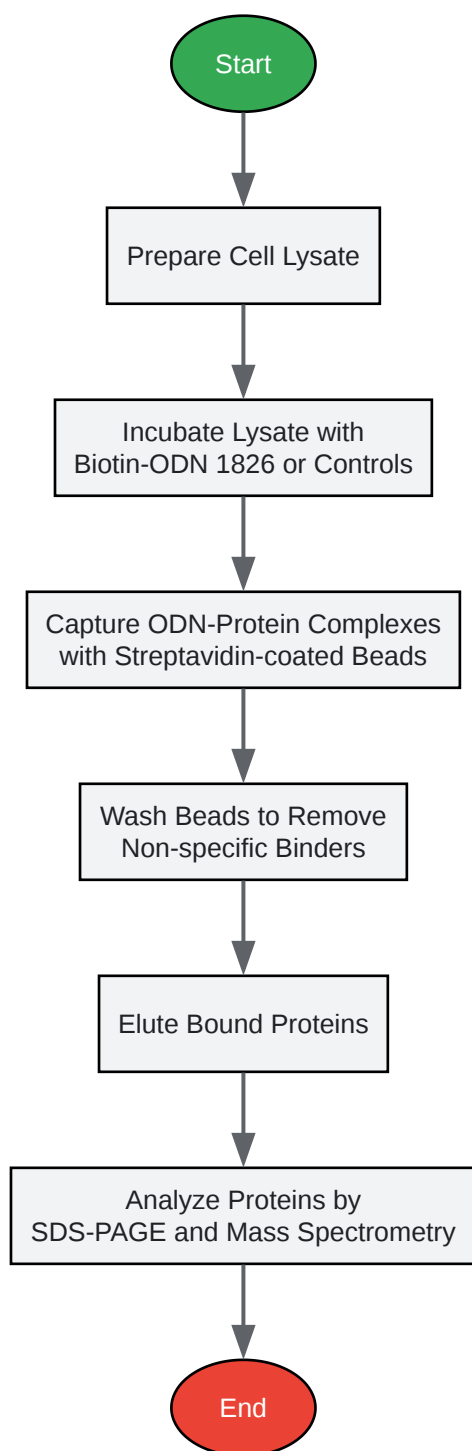 Start
Prepare Cell Lysate
Incubate Lysate with
Biotin-ODN 1826 or Controls
Capture ODN-Protein Complexes
with Streptavidin-coated Beads
Wash Beads to Remove
Non-specific Binders
Elute Bound Proteins
Analyze Proteins by
SDS-PAGE and Mass Spectrometry
End